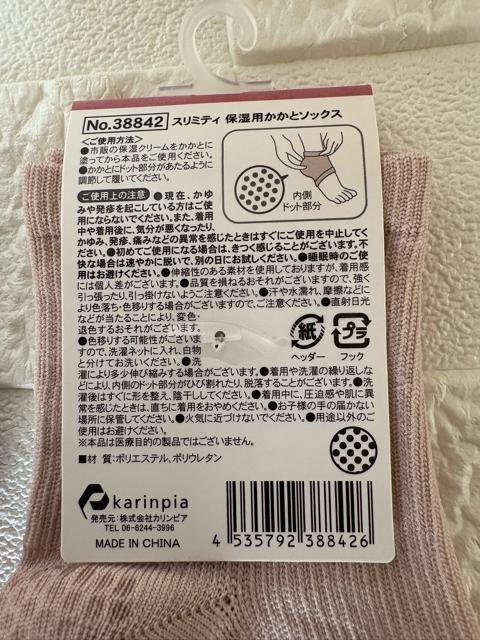 No.38842 スリミティ 保湿用かかとソックス
<ご使用方法>
●市販の保湿クリームをかかとに
塗ってから本品をご使用ください。
●かかとにドット部分があたるように
調節して履いてください。
内側
ドット部分
ご使用上の注意 ●現在、かゆ
みや発疹を起こしている方はご使
用にならないでください。また、着用
中や着用後に、気分が悪くなったり、
かゆみ、発疹、痛みなどの異常を感じたときはすぐにご使用を中止してく
ださい。●初めてご使用になる場合は、きつく感じることがございます。不
快な場合は速やかに脱いで、別の日にお試しください。●睡眠時のご使
用はお避けください。●伸縮性のある素材を使用しておりますが、着用感
には個人差がございます。●品質を損ねるおそれがございますので、強く
引っ張ったり、引っ掛けないようご注意ください。●汗や水濡れ、摩擦などに
より色落ち・色移りする場合がございますので、ご注意ください。●直射日光
などが当たることにより、変色・
退色するおそれがございます。
●色移りする可能性がございま
すので、洗濯ネットに入れ、白物
と分けてお洗いください。●洗
濯により多少伸び縮みする場合がございます。●着用や洗濯の繰り返しな
どにより、内側のドット部分がひび割れたり、脱落することがございます。●洗
濯後はすぐに形を整え、陰干ししてください。●着用中に、圧迫感や肌に異
常を感じたときは、直ちに着用をおやめください。●お子様の手の届かない
場所に保管してください。●火気に近づけないでください。●用途以外のご
使用はお避けください。
※本品は医療目的の製品ではございません。
紙
ヘッダー
プラ
フック
■材 質:ポリエステル、ポリウレタン
karinpia
発売元:株式会社カリンピア
TEL 06-6244-3996
MADE IN CHINA
4 535792 388426